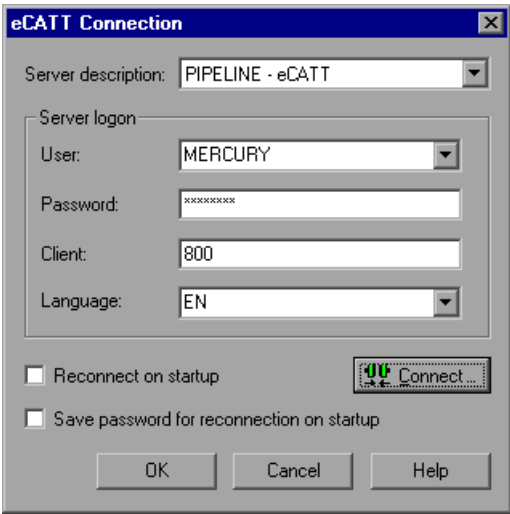 eCATT Connection
Server description: PIPELINE - eCATT
Server logon
User: MERCURY
Password: ********
Client: 800
Language: EN
Reconnect on startup
Connect...
Save password for reconnection on startup
OK Cancel Help